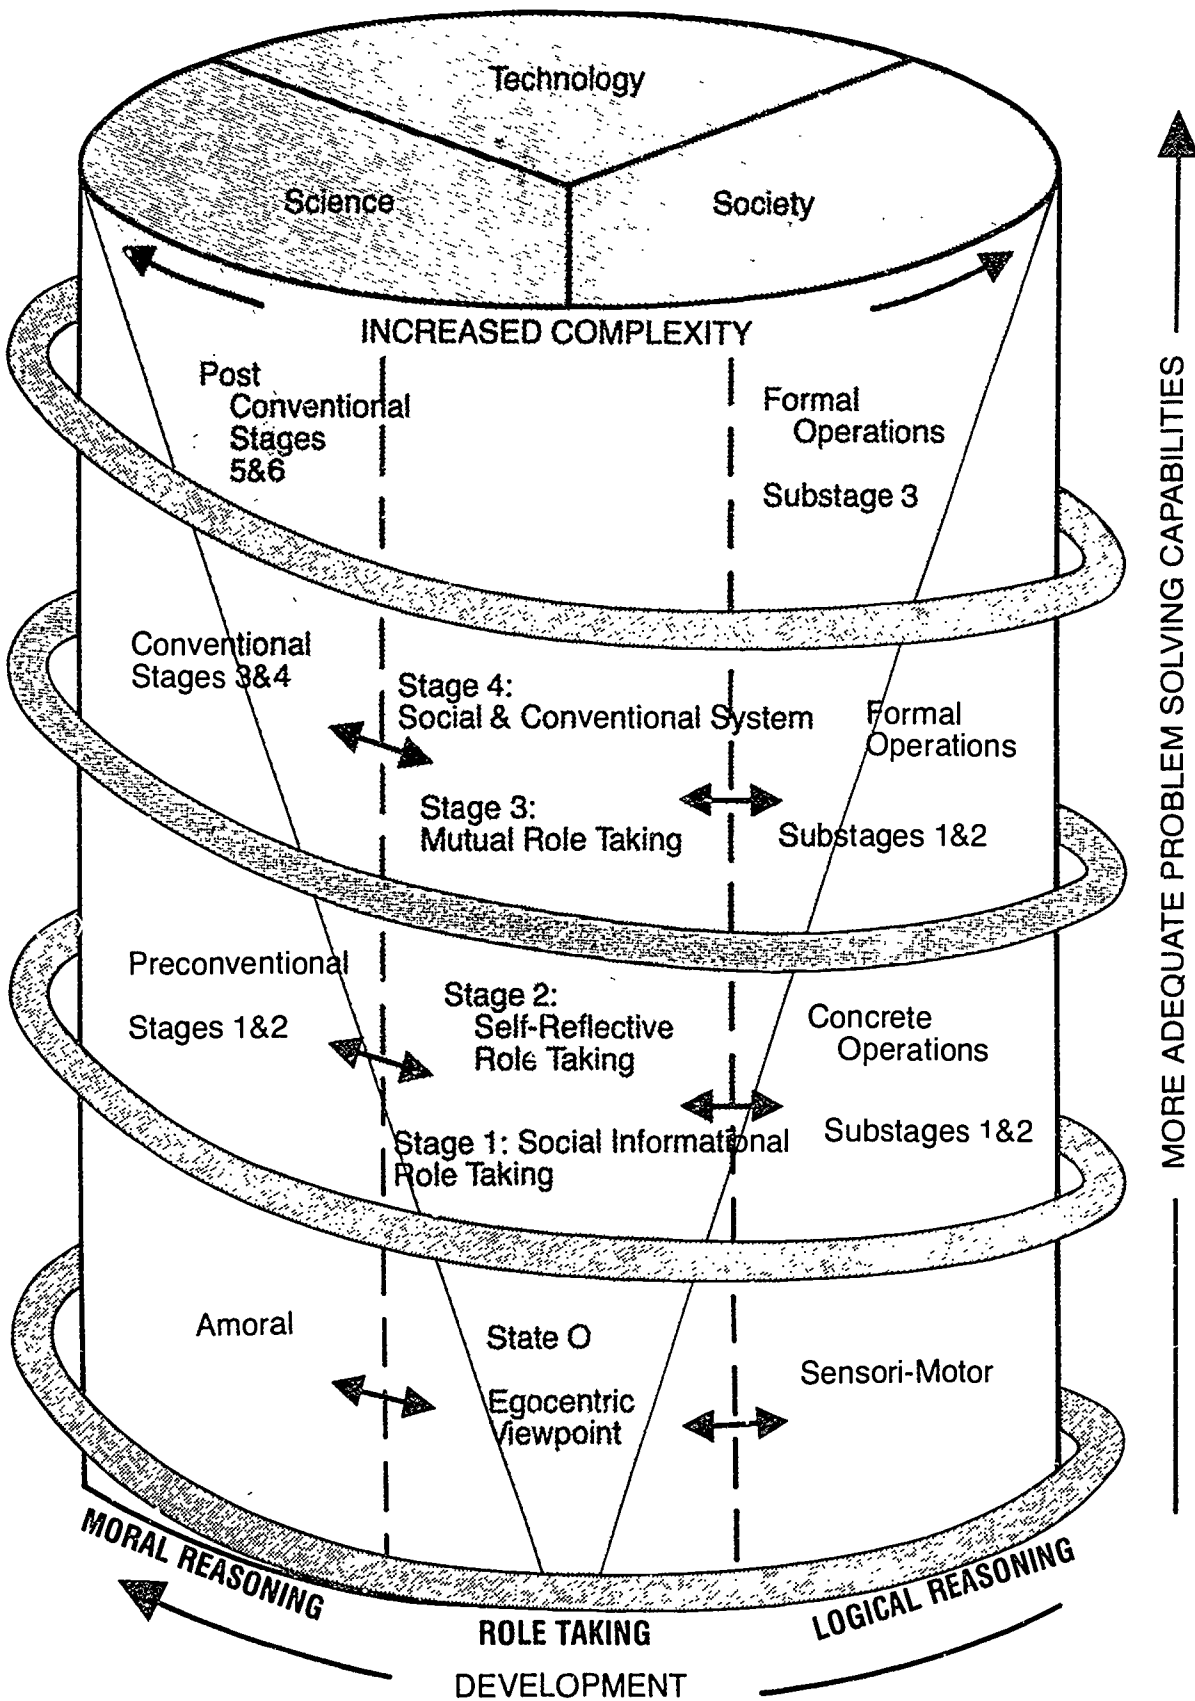 Technology
Science
Society
INCREASED COMPLEXITY
Post
Conventional
Stages
5&6
Formal
Operations
Substage 3
Conventional
Stages 3&4
Stage 4:
Social & Conventional System
Formal
Operations
Stage 3:
Mutual Role Taking
Substages 1&2
Preconventional
Stages 1&2
Stage 2:
Self-Reflective
Role Taking
Concrete
Operations
Stage 1: Social Informational
Role Taking
Substages 1&2
Amoral
State O
Egocentric
Viewpoint
Sensori-Motor
MORAL REASONING
ROLE TAKING
LOGICAL REASONING
DEVELOPMENT
MORE ADEQUATE PROBLEM SOLVING CAPABILITIES